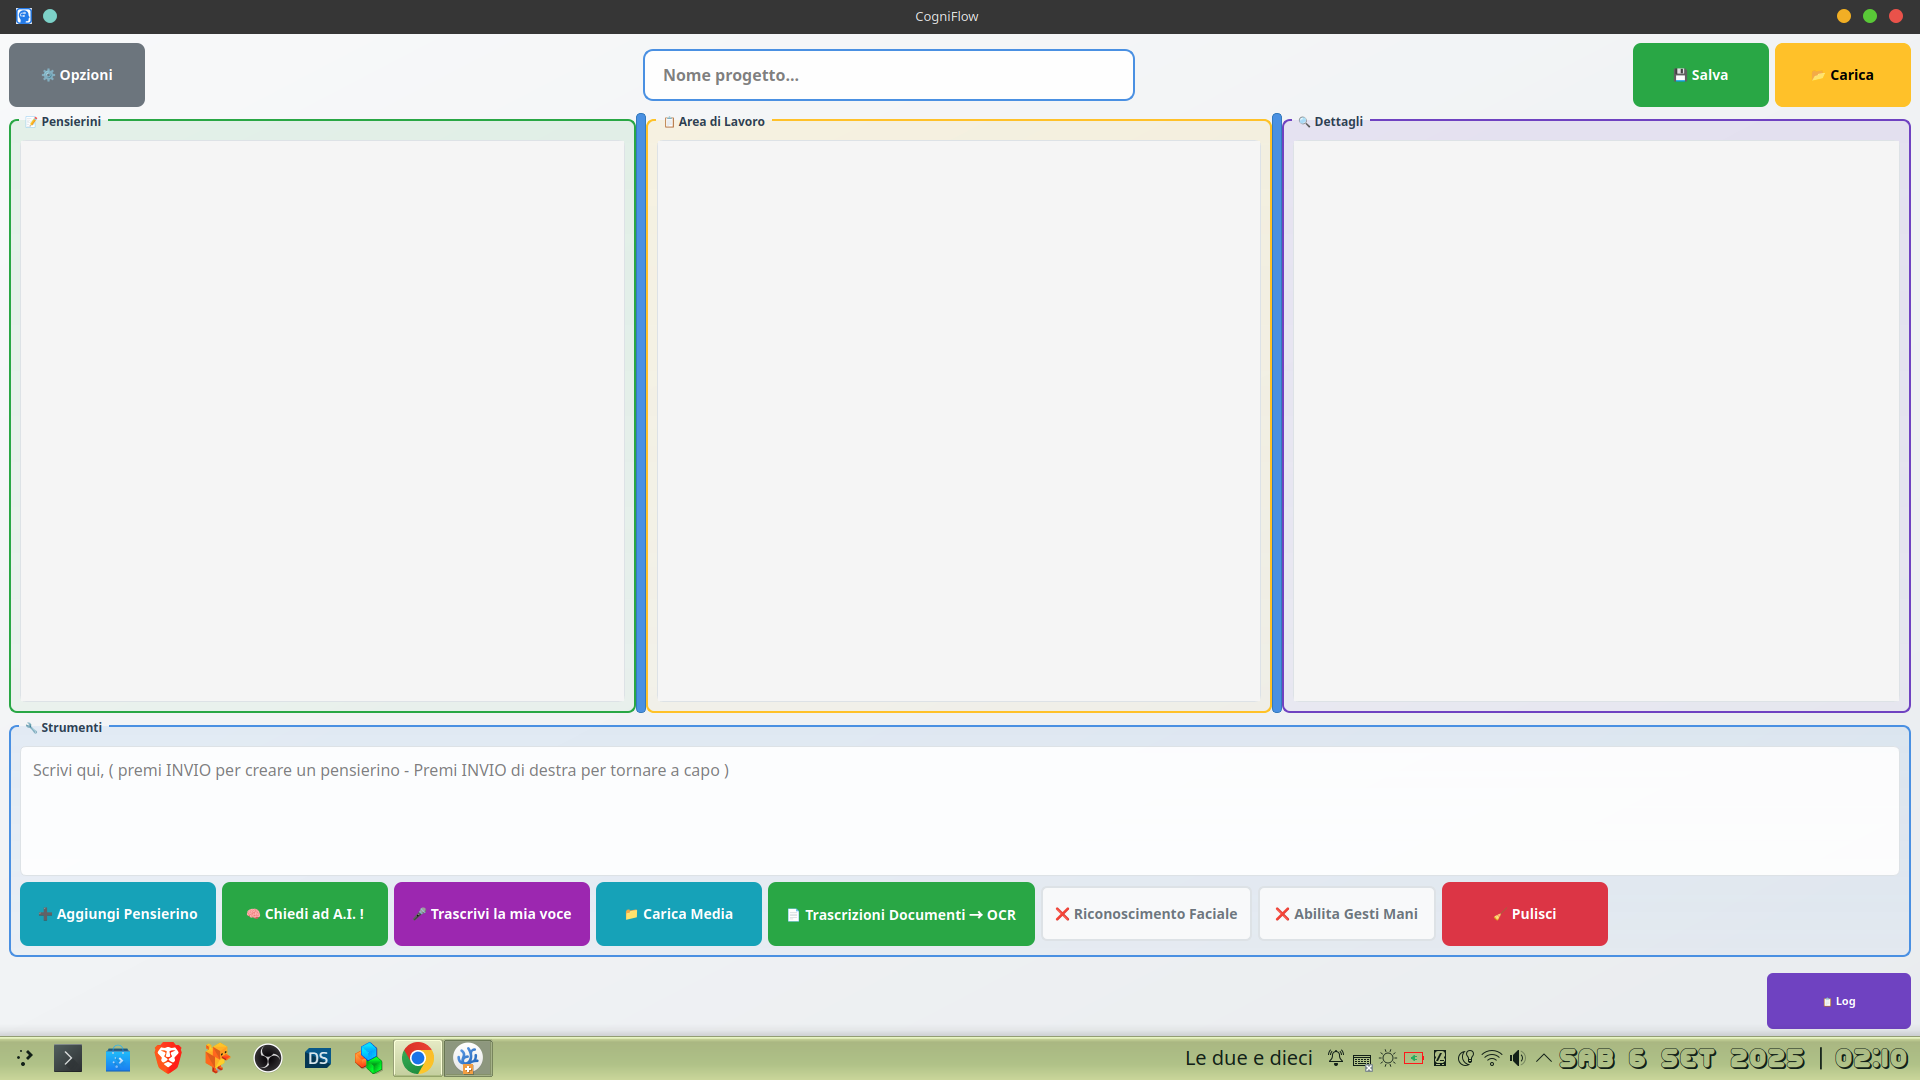 CogniFlow
Opzioni
Nome progetto...
Salva
Carica
Pensierini
Area di Lavoro
Dettagli
Strumenti
Scrivi qui, ( premi INVIO per creare un pensierino - Premi INVIO di destra per tornare a capo )
Aggiungi Pensierino
Chiedi ad A.I. !
Trascrivi la mia voce
Carica Media
Trascrizioni Documenti → OCR
Riconoscimento Faciale
Abilita Gesti Mani
Pulisci
Log
DS
Le due e dieci
SAB 6 SET 2025 | 02:10